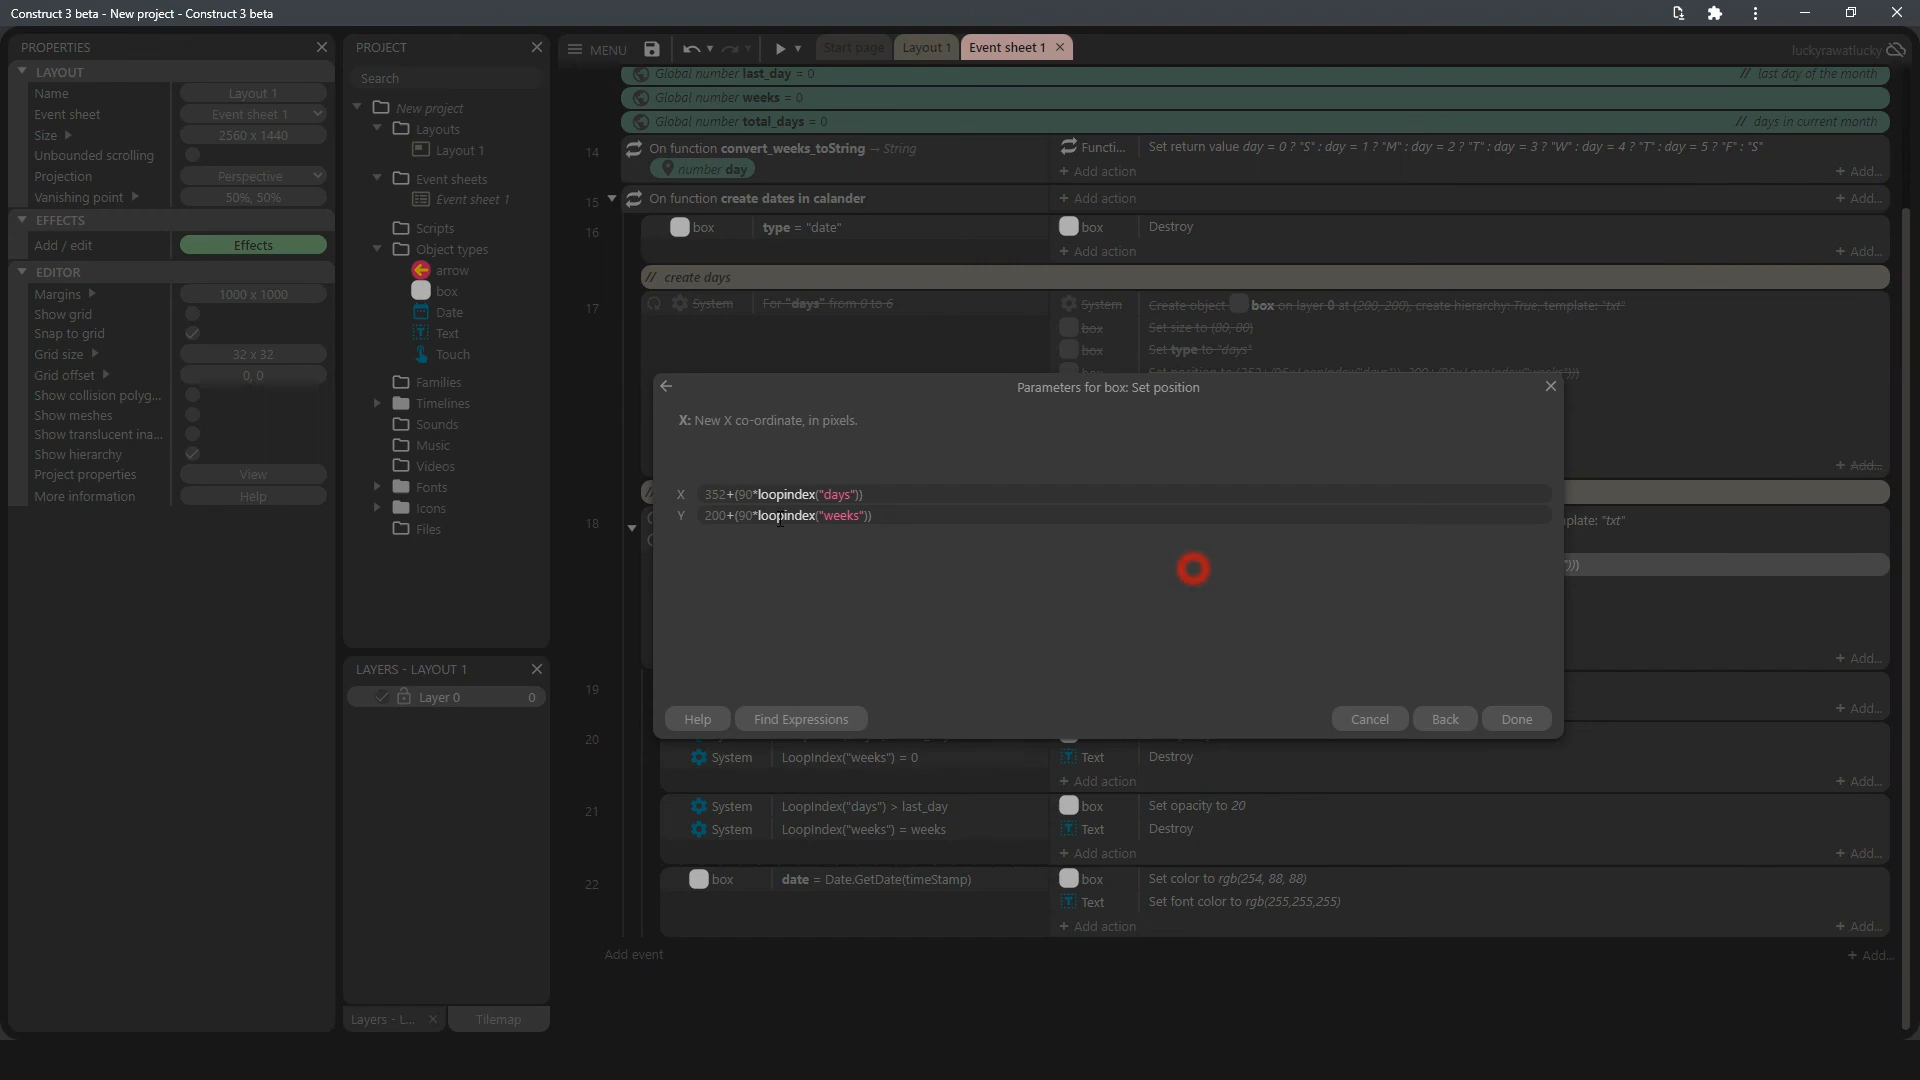 Construct 3 beta - New project - Construct 3 beta
PROPERTIES
LAYOUT
Name Layout 1
Event sheet Event sheet 1
Size 2560 x 1440
Unbounded scrolling
Projection Perspective
Vanishing point 50%, 50%
EFFECTS
Add / edit Effects
EDITOR
Margins 1000 x 1000
Show grid
Snap to grid
Grid size 32 x 32
Grid offset 0, 0
Show collision polyg...
Show meshes
Show translucent ina...
Show hierarchy
Project properties View
More information Help
PROJECT
Search
New project
Layouts
Layout 1
Event sheets
Event sheet 1
Scripts
Object types
arrow
box
Date
Text
Touch
Families
Timelines
Sounds
Music
Videos
Fonts
Icons
Files
LAYERS - LAYOUT 1
Layer 0 0
Layers - L...
Tilemap
MENU
Start page
Layout 1
Event sheet 1
luckyrawatlucky
Global number last_day = 0 // last day of the month
Global number weeks = 0
Global number total_days = 0 // days in current month
14 On function convert_weeks_toString → String
number day
Functi... Set return value day = 0 ? "S" : day = 1 ? "M" : day = 2 ? "T" : day = 3 ? "W" : day = 4 ? "T" : day = 5 ? "F" : "S"
+ Add action + Add...
15 On function create dates in calander + Add action + Add...
16 box type = "date" box Destroy
+ Add action + Add...
// create days
17 System For "days" from 0 to 6 System Create object box on layer 0 at (200, 200), create hierarchy: True, template: "txt"
box Set size to (80, 80)
box Set type to "days"
+ Add...
Parameters for box: Set position
X: New X co-ordinate, in pixels.
X 352+(90*loopindex("days"))
Y 200+(90*loopindex("weeks"))
Help Find Expressions Cancel Back Done
18 plate: "txt"
")))
+ Add...
19 + Add...
20
System LoopIndex("weeks") = 0 Text Destroy
+ Add action + Add...
21 System LoopIndex("days") > last_day box Set opacity to 20
System LoopIndex("weeks") = weeks Text Destroy
+ Add action + Add...
22 box date = Date.GetDate(timeStamp) box Set color to rgb(254, 88, 88)
Text Set font color to rgb(255,255,255)
+ Add action + Add...
Add event + Add...